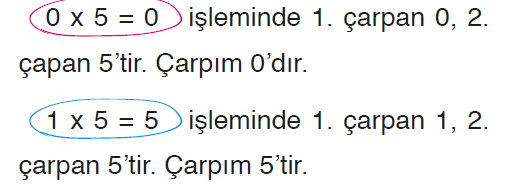 0 x 5 = 0 işleminde 1. çarpan 0, 2.
çapan 5’tir. Çarpım 0’dır.
1 x 5 = 5 işleminde 1. çarpan 1, 2.
çarpan 5’tir. Çarpım 5’tir.